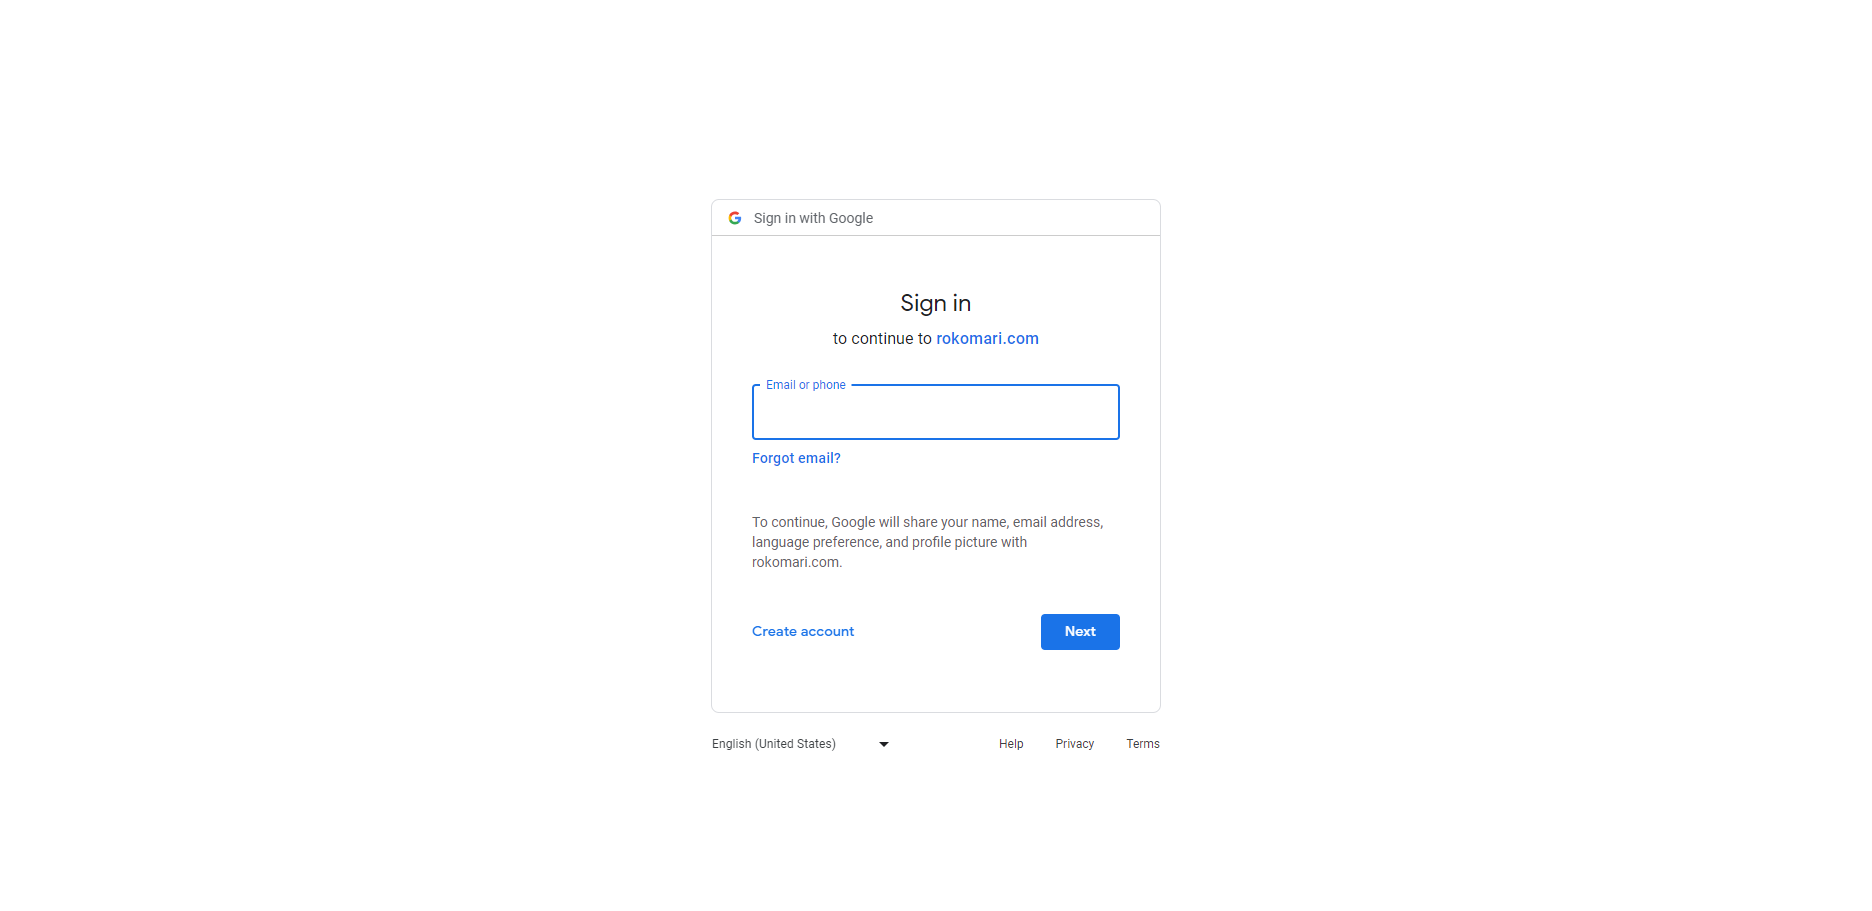 Sign in with Google
Sign in
to continue to rokomari.com
Email or phone
Forgot email?
To continue, Google will share your name, email address,
language preference, and profile picture with
rokomari.com.
Create account
Next
English (United States)
Help
Privacy
Terms